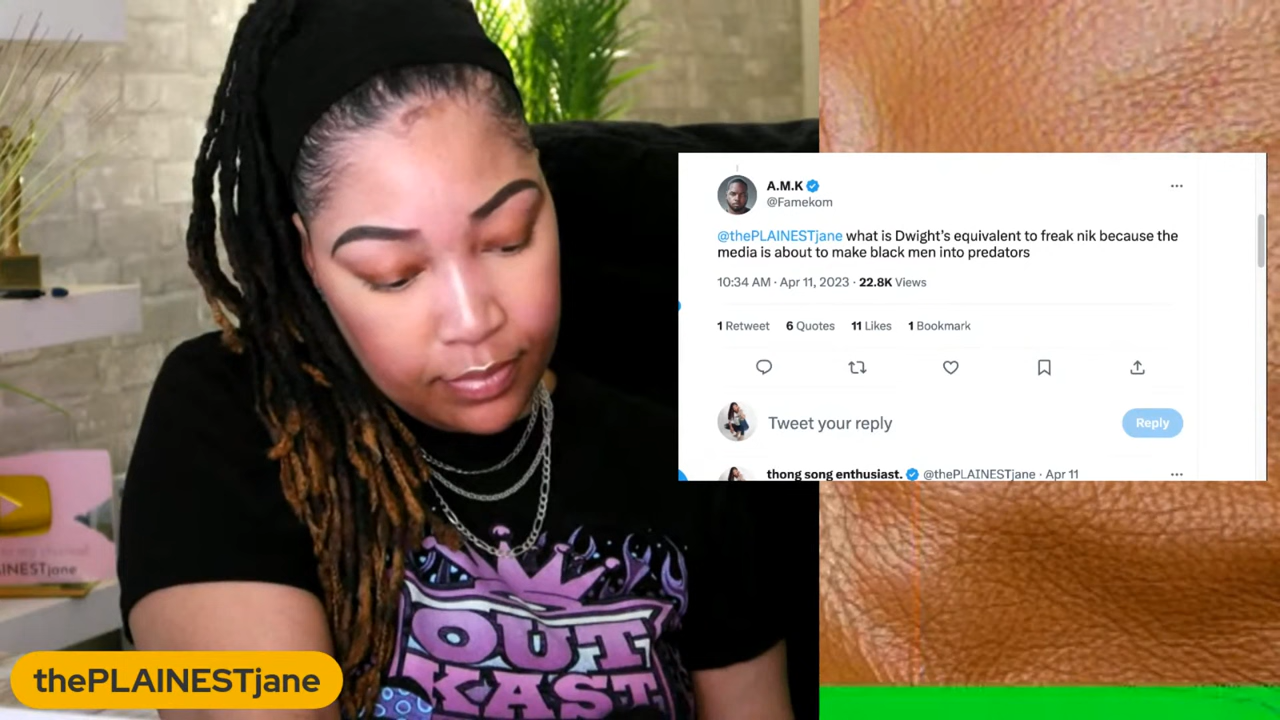 A.M.K
@Famekom
@thePLAINESTjane what is Dwight's equivalent to freak nik because the
media is about to make black men into predators
10:34 AM · Apr 11, 2023 · 22.8K Views
1 Retweet 6 Quotes 11 Likes 1 Bookmark
Tweet your reply
Reply
thong song enthusiast. @thePLAINESTjane · Apr 11
OUT
KAST
thePLAINESTjane